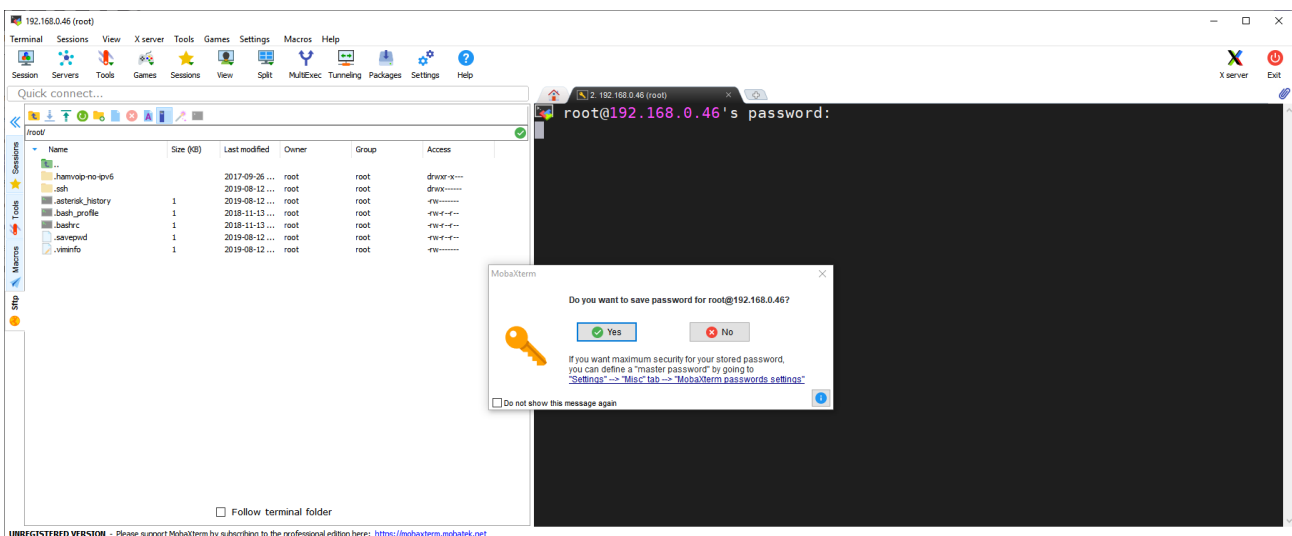 192.168.0.46 (root)
Terminal Sessions View X server Tools Games Settings Macros Help
Session Servers Tools Games Sessions View Split MultiExec Tunneling Packages Settings Help X server Exit
Quick connect...
2. 192.168.0.46 (root)
/root/
Name Size (KB) Last modified Owner Group Access
..
.hamvoip-no-ipv6 2017-09-26 ... root root drwxr-x---
.ssh 2019-08-12 ... root root drwx------
.asterisk_history 1 2019-08-12 ... root root -rw-------
.bash_profile 1 2018-11-13 ... root root -rw-r--r--
.bashrc 1 2018-11-13 ... root root -rw-r--r--
.savepwd 1 2019-08-12 ... root root -rw-r--r--
.viminfo 1 2019-08-12 ... root root -rw-------
Sessions
Tools
Macros
Sftp
Follow terminal folder
root@192.168.0.46's password:
MobaXterm
Do you want to save password for root@192.168.0.46?
Yes No
If you want maximum security for your stored password,
you can define a "master password" by going to
"Settings" --> "Misc" tab --> "MobaXterm passwords settings"
Do not show this message again
UNREGISTERED VERSION - Please support MobaXterm by subscribing to the professional edition here: https://mobaxterm.mobatek.net